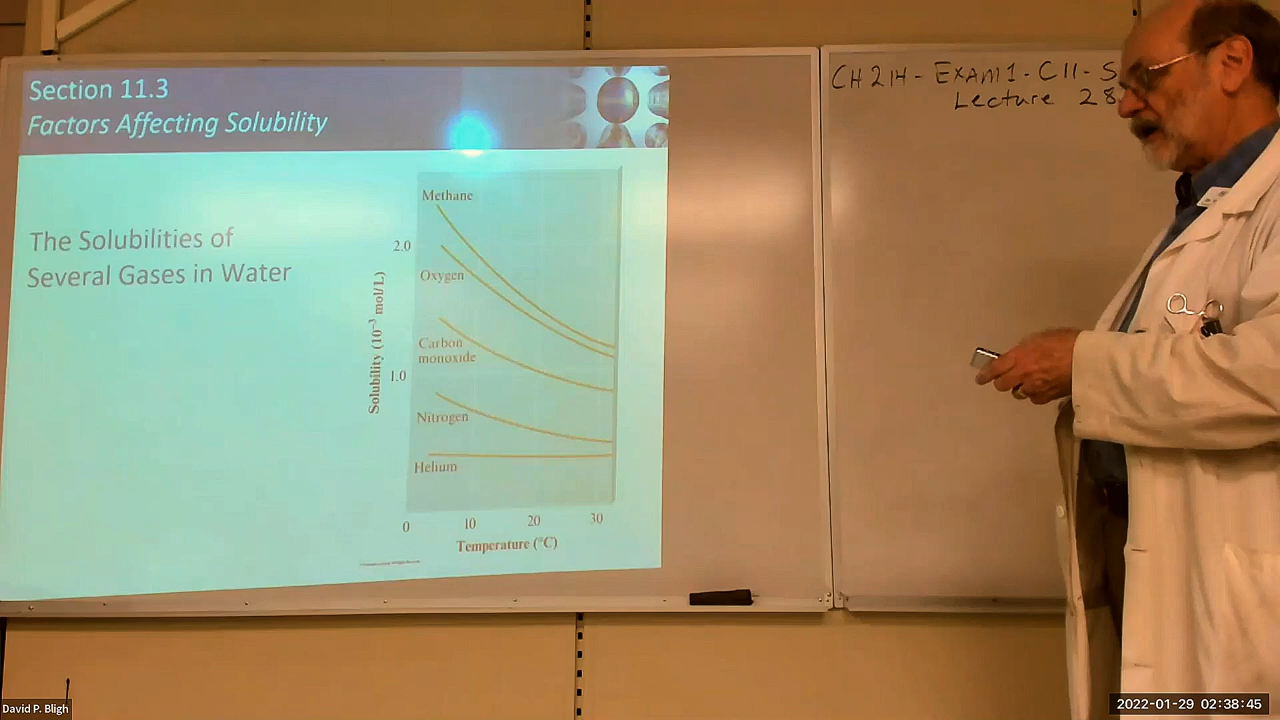 Section 11.3
Factors Affecting Solubility
The Solubilities of
Several Gases in Water
Methane
2.0
Oxygen
Solubility (10⁻³ mol/L)
Carbon
monoxide
1.0
Nitrogen
Helium
0 10 20 30
Temperature (°C)
CH 214 - EXAM 1 - C11 - S
Lecture 28
David P. Bligh
2022-01-29 02:38:45